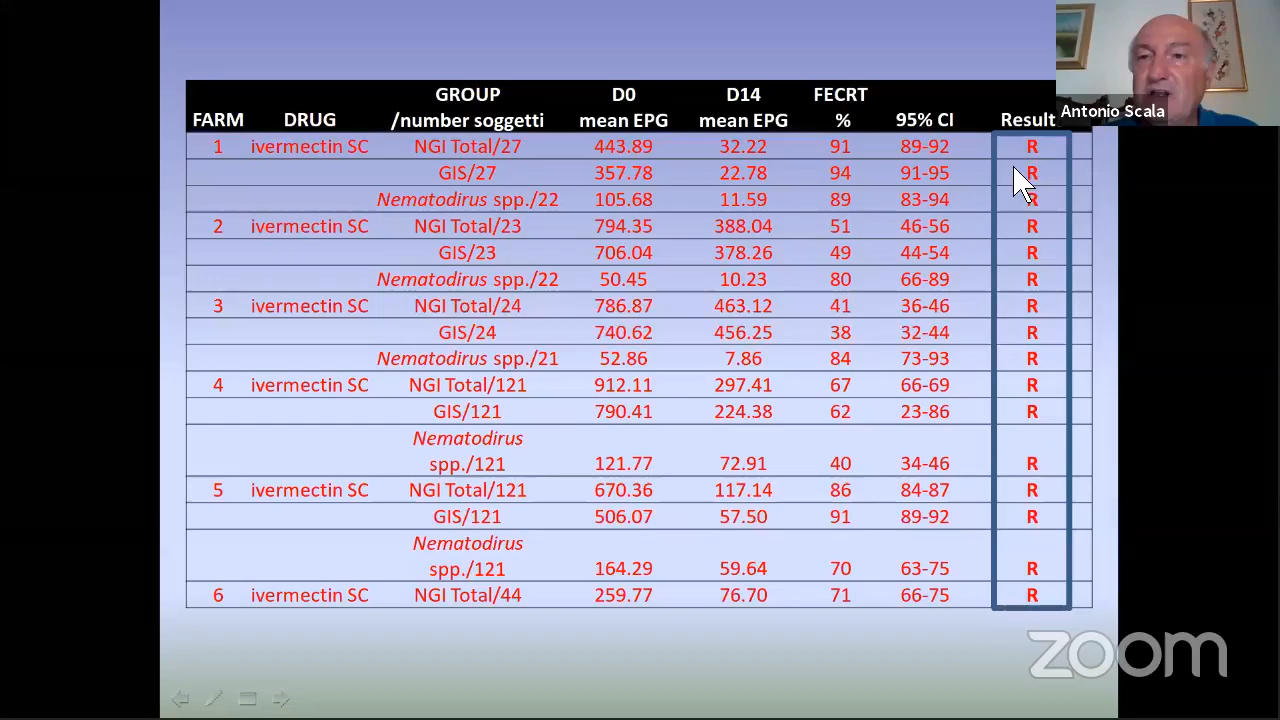 Antonio Scala
GROUP D0 D14 FECRT
FARM DRUG /number soggetti mean EPG mean EPG % 95% CI Result
1 ivermectin SC NGI Total/27 443.89 32.22 91 89-92 R
GIS/27 357.78 22.78 94 91-95 R
Nematodirus spp./22 105.68 11.59 89 83-94 R
2 ivermectin SC NGI Total/23 794.35 388.04 51 46-56 R
GIS/23 706.04 378.26 49 44-54 R
Nematodirus spp./22 50.45 10.23 80 66-89 R
3 ivermectin SC NGI Total/24 786.87 463.12 41 36-46 R
GIS/24 740.62 456.25 38 32-44 R
Nematodirus spp./21 52.86 7.86 84 73-93 R
4 ivermectin SC NGI Total/121 912.11 297.41 67 66-69 R
GIS/121 790.41 224.38 62 23-86 R
Nematodirus
spp./121 121.77 72.91 40 34-46 R
5 ivermectin SC NGI Total/121 670.36 117.14 86 84-87 R
GIS/121 506.07 57.50 91 89-92 R
Nematodirus
spp./121 164.29 59.64 70 63-75 R
6 ivermectin SC NGI Total/44 259.77 76.70 71 66-75 R
zoom